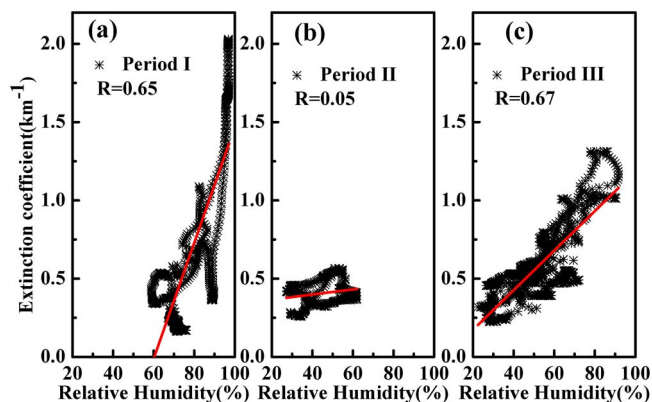 (a)
* Period I
R=0.65
(b)
* Period II
R=0.05
(c)
* Period III
R=0.67
Extinction coefficient(km⁻¹)
2.0
1.5
1.0
0.5
0.0
2.0
1.5
1.0
0.5
0.0
2.0
1.5
1.0
0.5
0.0
20 40 60 80 100
20 40 60 80 100
20 40 60 80 100
Relative Humidity(%)
Relative Humidity(%)
Relative Humidity(%)